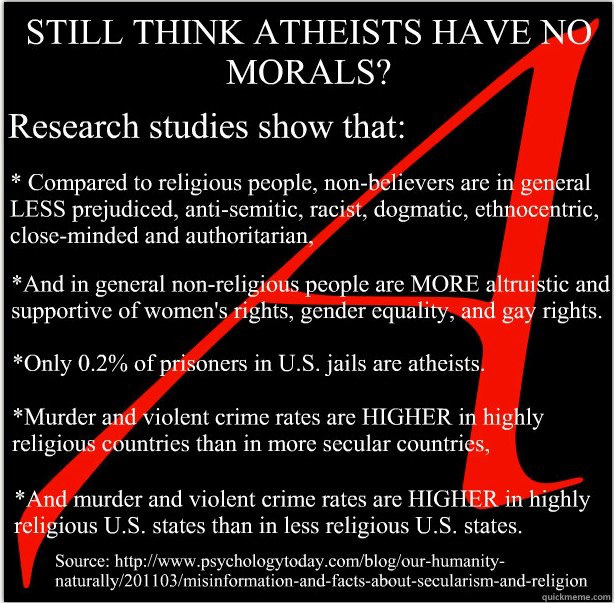 STILL THINK ATHEISTS HAVE NO
MORALS?
Research studies show that:
* Compared to religious people, non-believers are in general
LESS prejudiced, anti-semitic, racist, dogmatic, ethnocentric,
close-minded and authoritarian,
*And in general non-religious people are MORE altruistic and
supportive of women's rights, gender equality, and gay rights.
*Only 0.2% of prisoners in U.S. jails are atheists.
*Murder and violent crime rates are HIGHER in highly
religious countries than in more secular countries,
*And murder and violent crime rates are HIGHER in highly
religious U.S. states than in less religious U.S. states.
Source: http://www.psychologytoday.com/blog/our-humanity-
naturally/201103/misinformation-and-facts-about-secularism-and-religion
quickmeme.com